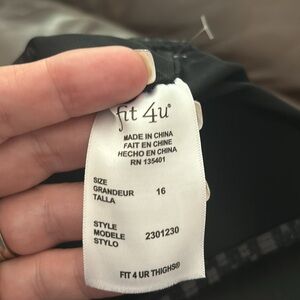 fit 4u®
MADE IN CHINA
FAIT EN CHINE
HECHO EN CHINA
RN 135401
SIZE
GRANDEUR 16
TALLA
STYLE
MODELE 2301230
STYLO
FIT 4 UR THIGHS®